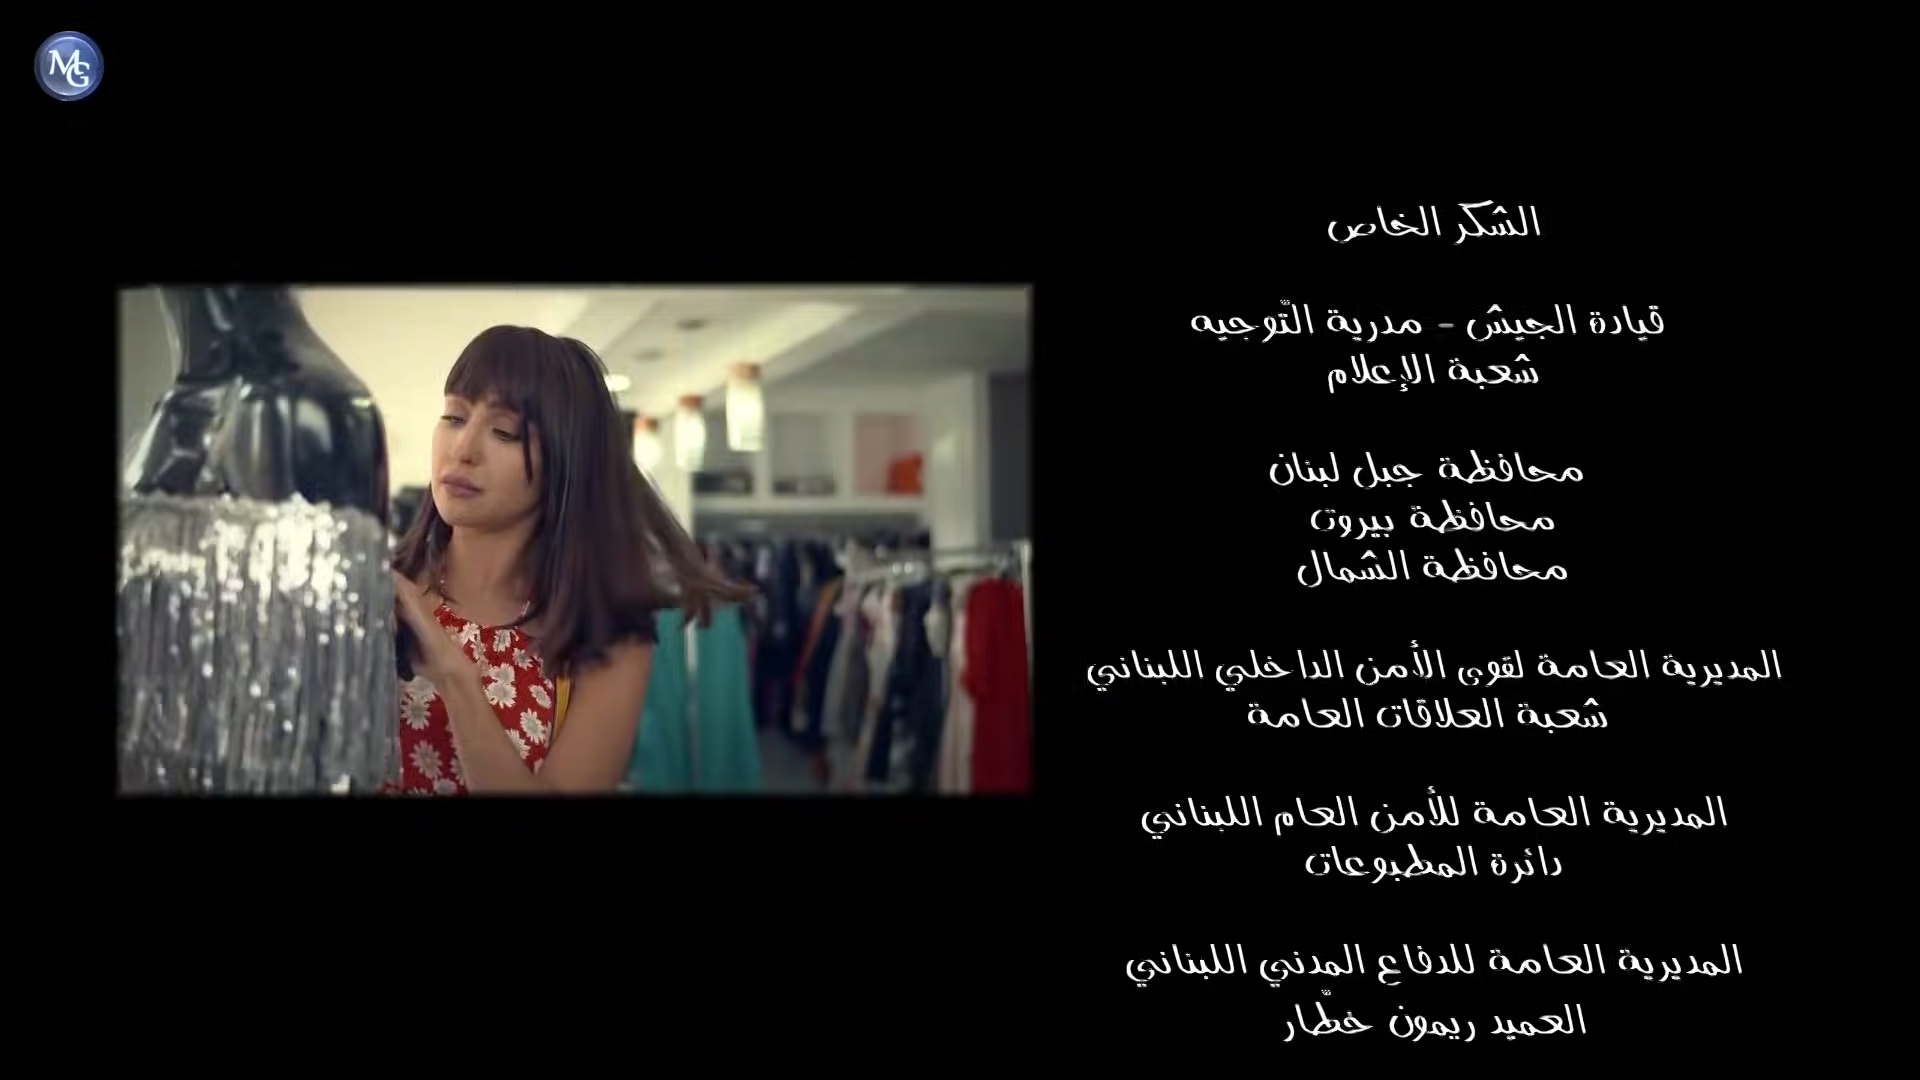 MG
الشكر الخاص
قيادة الجيش - مدرية التّوجيه
شعبة الإعلام
محافظة جبل لبنان
محافظة بيروت
محافظة الشمال
المديرية العامة لقوى الأمن الداخلي اللبناني
شعبة العلاقات العامة
المديرية العامة للأمن العام اللبناني
دائرة المطبوعات
المديرية العامة للدفاع المدني اللبناني
العميد ريمون خطّار